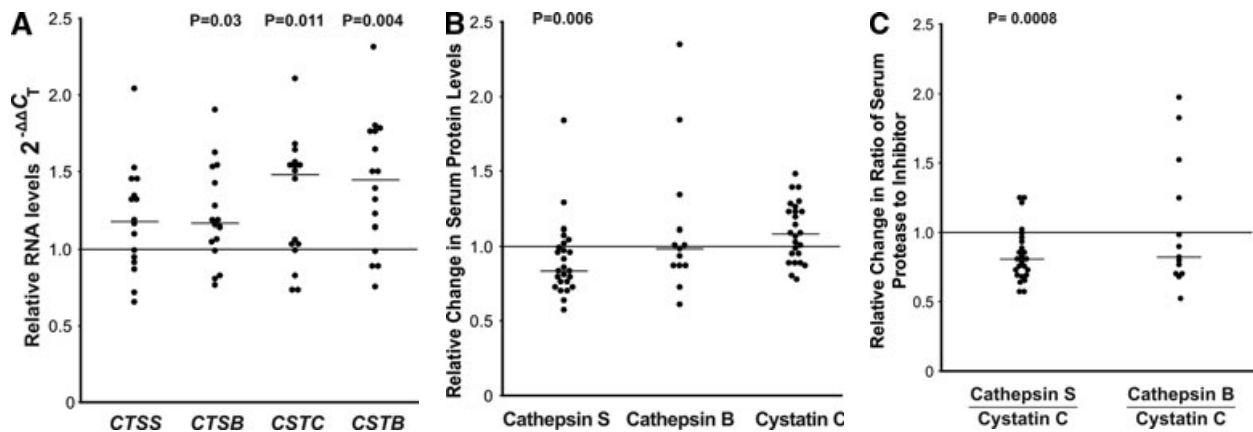 A
P=0.03 P=0.011 P=0.004
Relative RNA levels 2^-ΔΔC_T
2.5
2.0
1.5
1.0
0.5
0
CTSS CTSB CSTC CSTB
B
P=0.006
Relative Change in Serum Protein Levels
2.5
2.0
1.5
1.0
0.5
0
Cathepsin S Cathepsin B Cystatin C
C
P= 0.0008
Relative Change in Ratio of Serum
Protease to Inhibitor
2.5
2.0
1.5
1.0
0.5
0
Cathepsin S Cathepsin B
Cystatin C Cystatin C